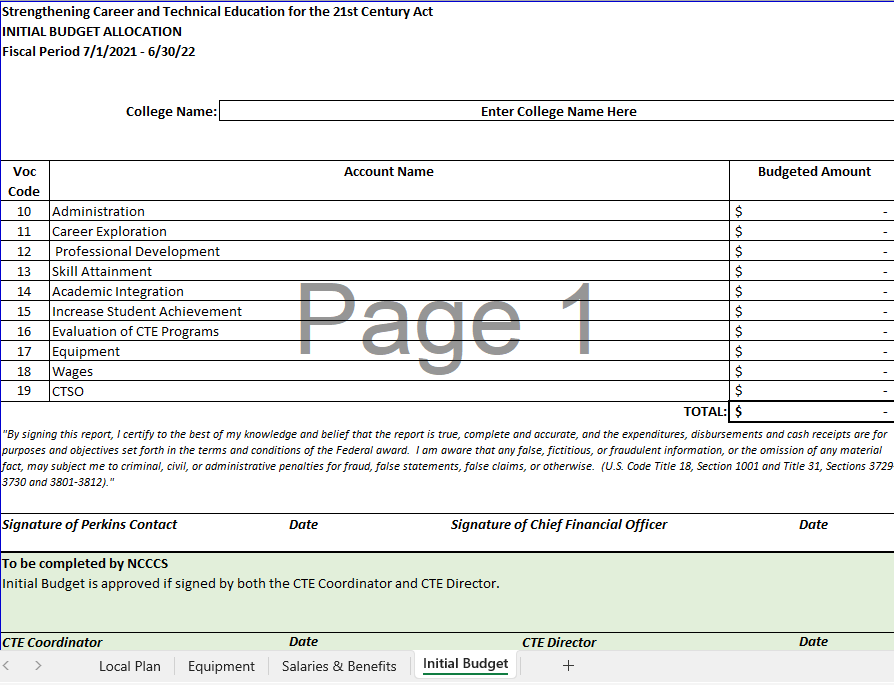 Strengthening Career and Technical Education for the 21st Century Act
INITIAL BUDGET ALLOCATION
Fiscal Period 7/1/2021 - 6/30/22
College Name: Enter College Name Here
Voc Code Account Name Budgeted Amount
10 Administration $ -
11 Career Exploration $ -
12 Professional Development $ -
13 Skill Attainment $ -
14 Academic Integration $ -
15 Increase Student Achievement $ -
16 Evaluation of CTE Programs $ -
17 Equipment $ -
18 Wages $ -
19 CTSO $ -
Page 1
TOTAL: $ -
"By signing this report, I certify to the best of my knowledge and belief that the report is true, complete and accurate, and the expenditures, disbursements and cash receipts are for
purposes and objectives set forth in the terms and conditions of the Federal award. I am aware that any false, fictitious, or fraudulent information, or the omission of any material
fact, may subject me to criminal, civil, or administrative penalties for fraud, false statements, false claims, or otherwise. (U.S. Code Title 18, Section 1001 and Title 31, Sections 3729-
3730 and 3801-3812)."
Signature of Perkins Contact Date Signature of Chief Financial Officer Date
To be completed by NCCCS
Initial Budget is approved if signed by both the CTE Coordinator and CTE Director.
CTE Coordinator Date CTE Director Date
Local Plan Equipment Salaries & Benefits Initial Budget +